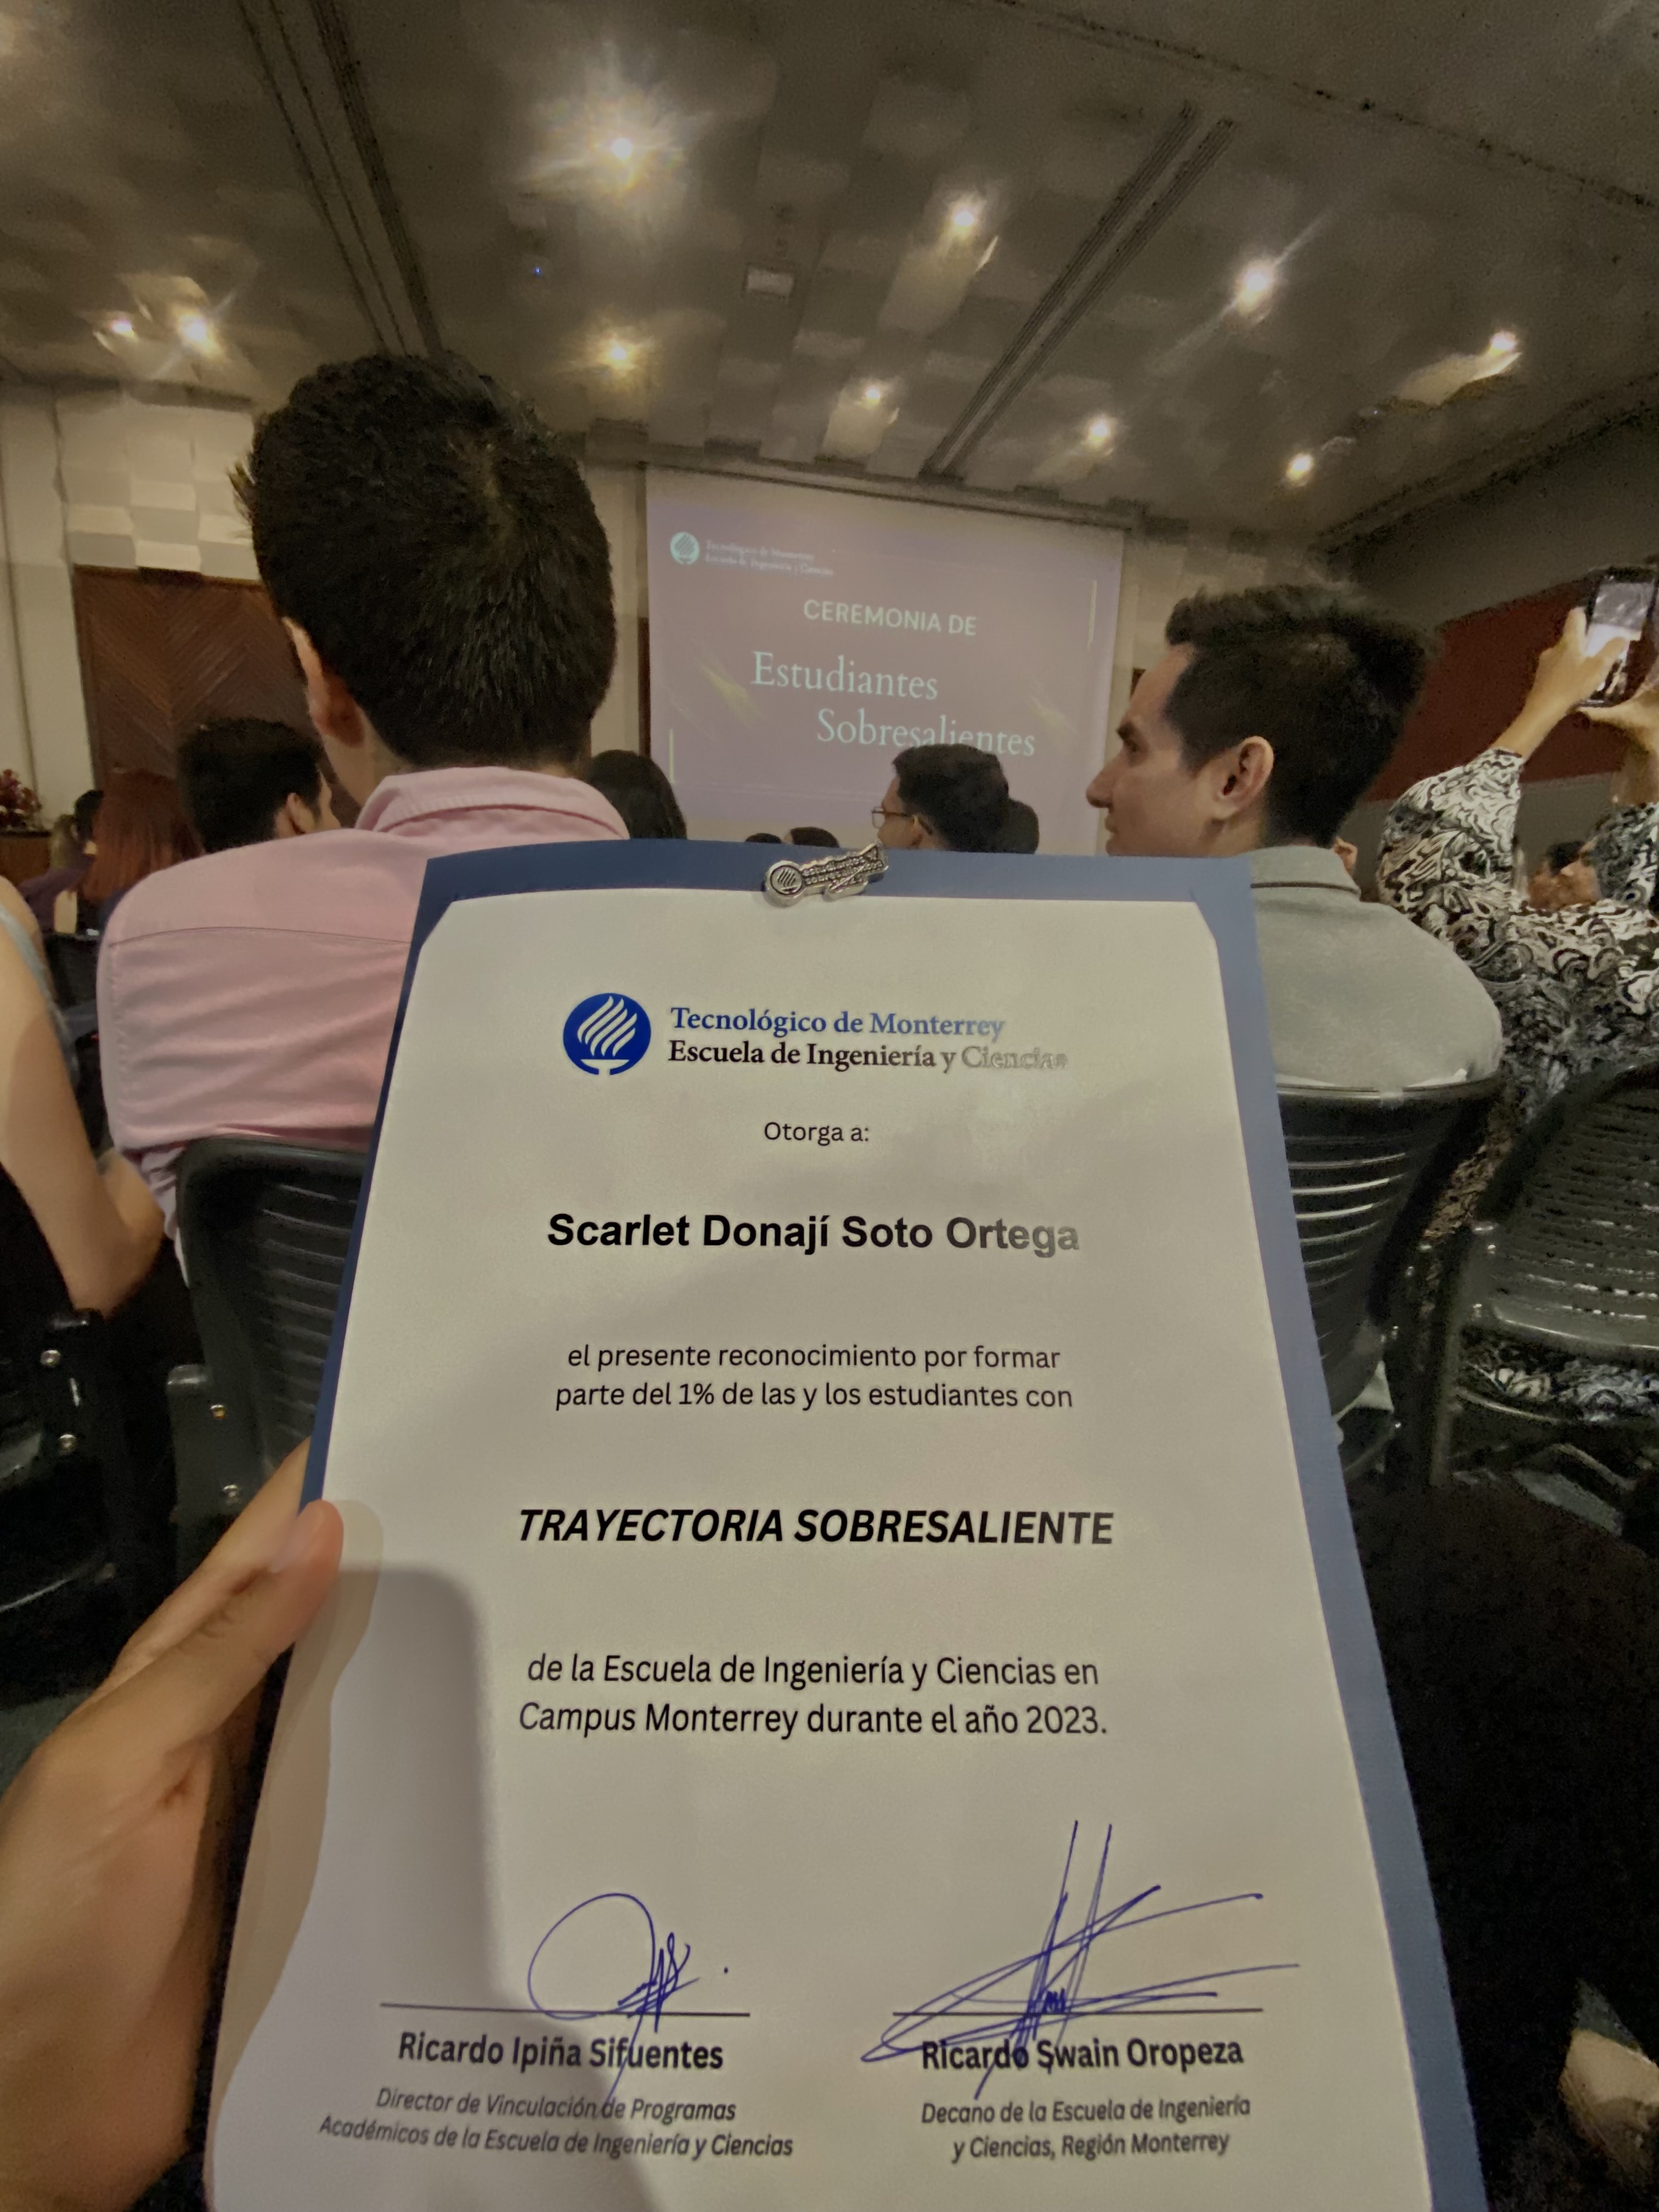 Tecnológico de Monterrey
Escuela de Ingeniería y Ciencias
CEREMONIA DE
Estudiantes
Sobresalientes
estudiantes
sobresalientes
Tecnológico de Monterrey
Escuela de Ingeniería y Ciencias
Otorga a:
Scarlet Donají Soto Ortega
el presente reconocimiento por formar
parte del 1% de las y los estudiantes con
TRAYECTORIA SOBRESALIENTE
de la Escuela de Ingeniería y Ciencias en
Campus Monterrey durante el año 2023.
Ricardo Ipiña Sifuentes
Director de Vinculación de Programas
Académicos de la Escuela de Ingeniería y Ciencias
Ricardo Swain Oropeza
Decano de la Escuela de Ingeniería
y Ciencias, Región Monterrey